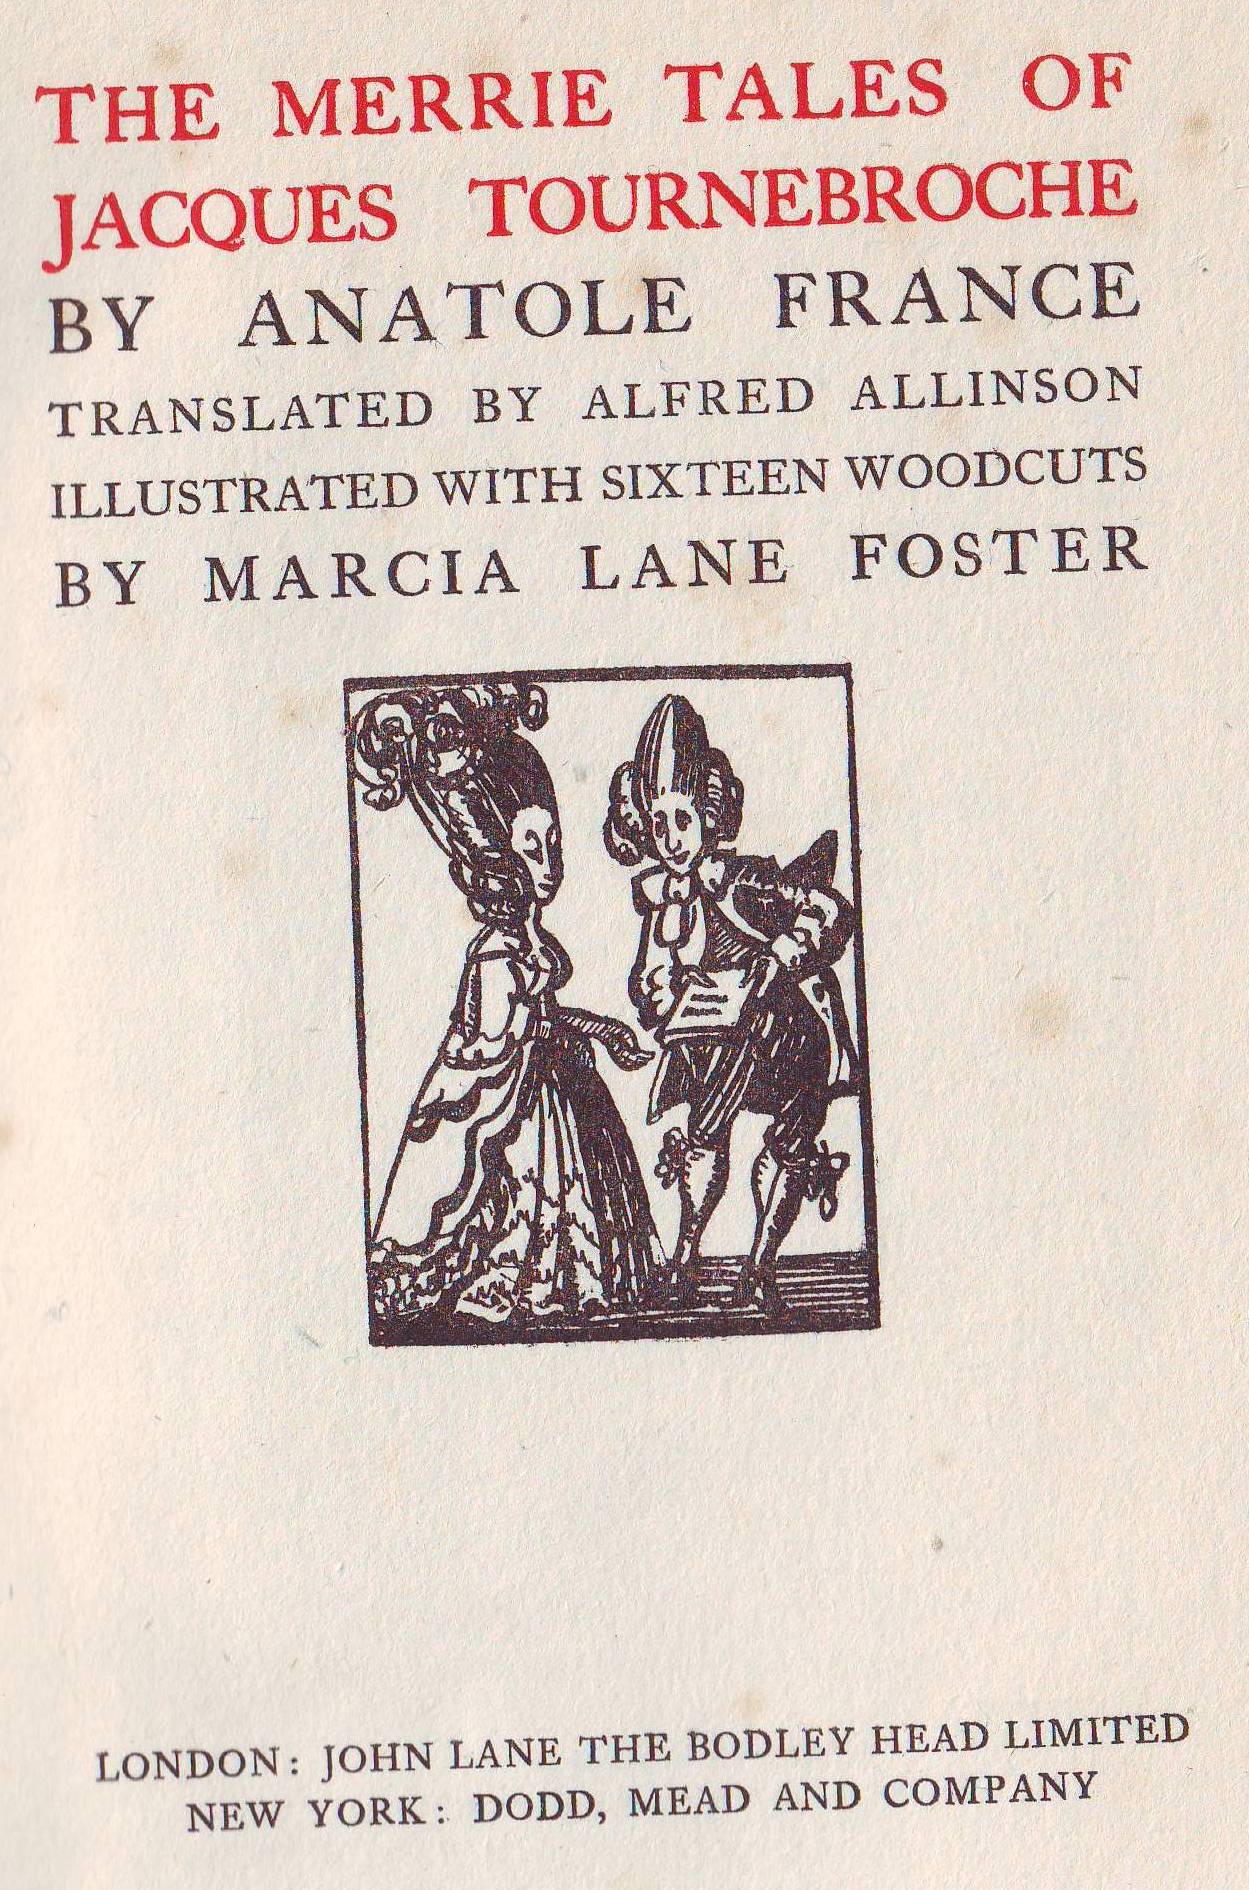 THE MERRIE TALES OF
JACQUES TOURNEBROCHE
BY ANATOLE FRANCE
TRANSLATED BY ALFRED ALLINSON
ILLUSTRATED WITH SIXTEEN WOODCUTS
BY MARCIA LANE FOSTER
LONDON: JOHN LANE THE BODLEY HEAD LIMITED
NEW YORK: DODD, MEAD AND COMPANY